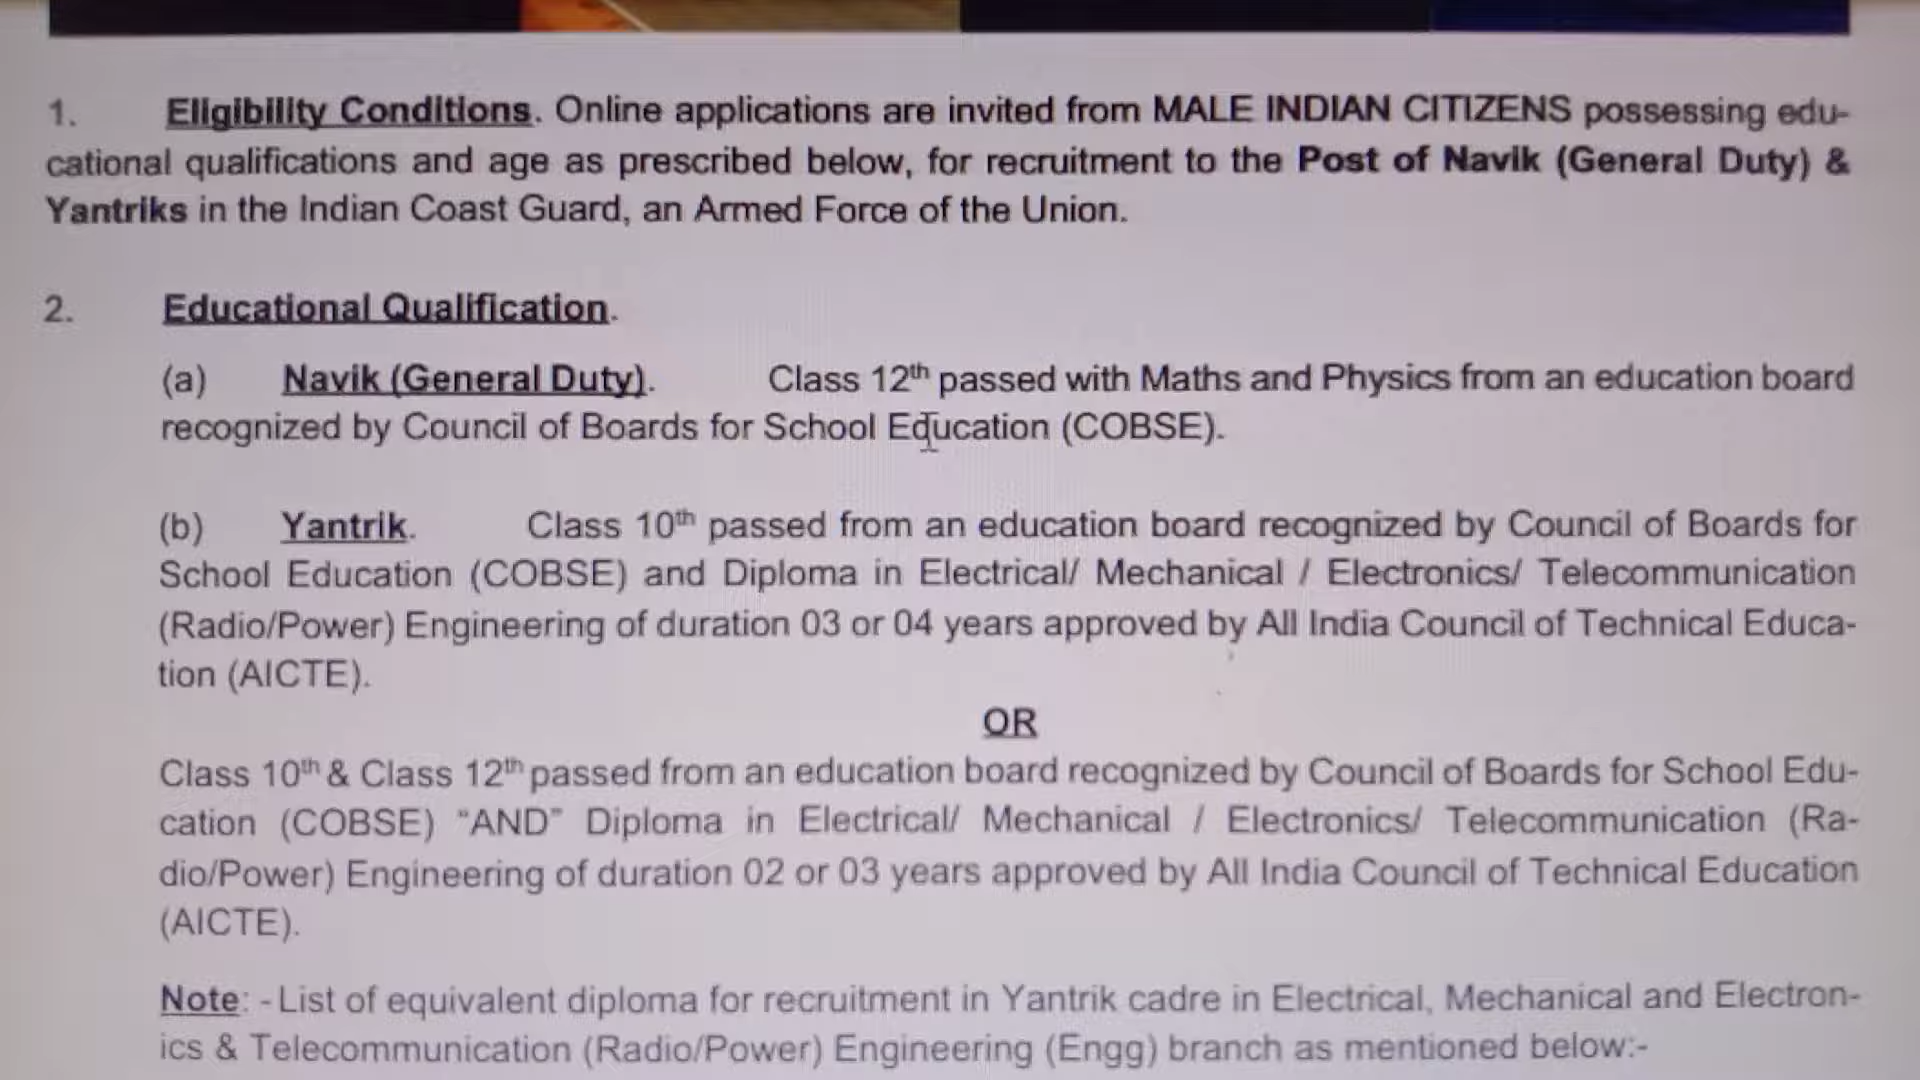 1. Eligibility Conditions. Online applications are invited from MALE INDIAN CITIZENS possessing edu-
cational qualifications and age as prescribed below, for recruitment to the Post of Navik (General Duty) &
Yantriks in the Indian Coast Guard, an Armed Force of the Union.
2. Educational Qualification.
(a) Navik (General Duty). Class 12th passed with Maths and Physics from an education board
recognized by Council of Boards for School Education (COBSE).
(b) Yantrik. Class 10th passed from an education board recognized by Council of Boards for
School Education (COBSE) and Diploma in Electrical/ Mechanical / Electronics/ Telecommunication
(Radio/Power) Engineering of duration 03 or 04 years approved by All India Council of Technical Educa-
tion (AICTE).
OR
Class 10th & Class 12th passed from an education board recognized by Council of Boards for School Edu-
cation (COBSE) “AND” Diploma in Electrical/ Mechanical / Electronics/ Telecommunication (Ra-
dio/Power) Engineering of duration 02 or 03 years approved by All India Council of Technical Education
(AICTE).
Note: - List of equivalent diploma for recruitment in Yantrik cadre in Electrical, Mechanical and Electron-
ics & Telecommunication (Radio/Power) Engineering (Engg) branch as mentioned below:-